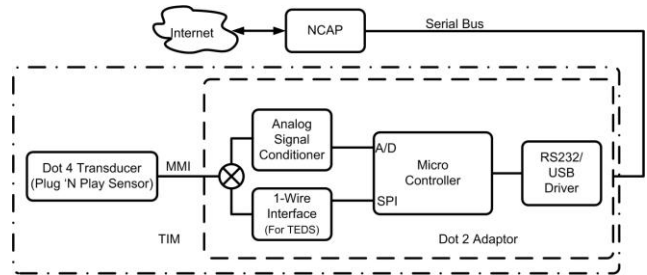 Internet
NCAP
Serial Bus
Dot 4 Transducer
(Plug 'N Play Sensor)
MMI
Analog
Signal
Conditioner
1-Wire
Interface
(For TEDS)
A/D
SPI
Micro
Controller
RS232/
USB
Driver
TIM
Dot 2 Adaptor